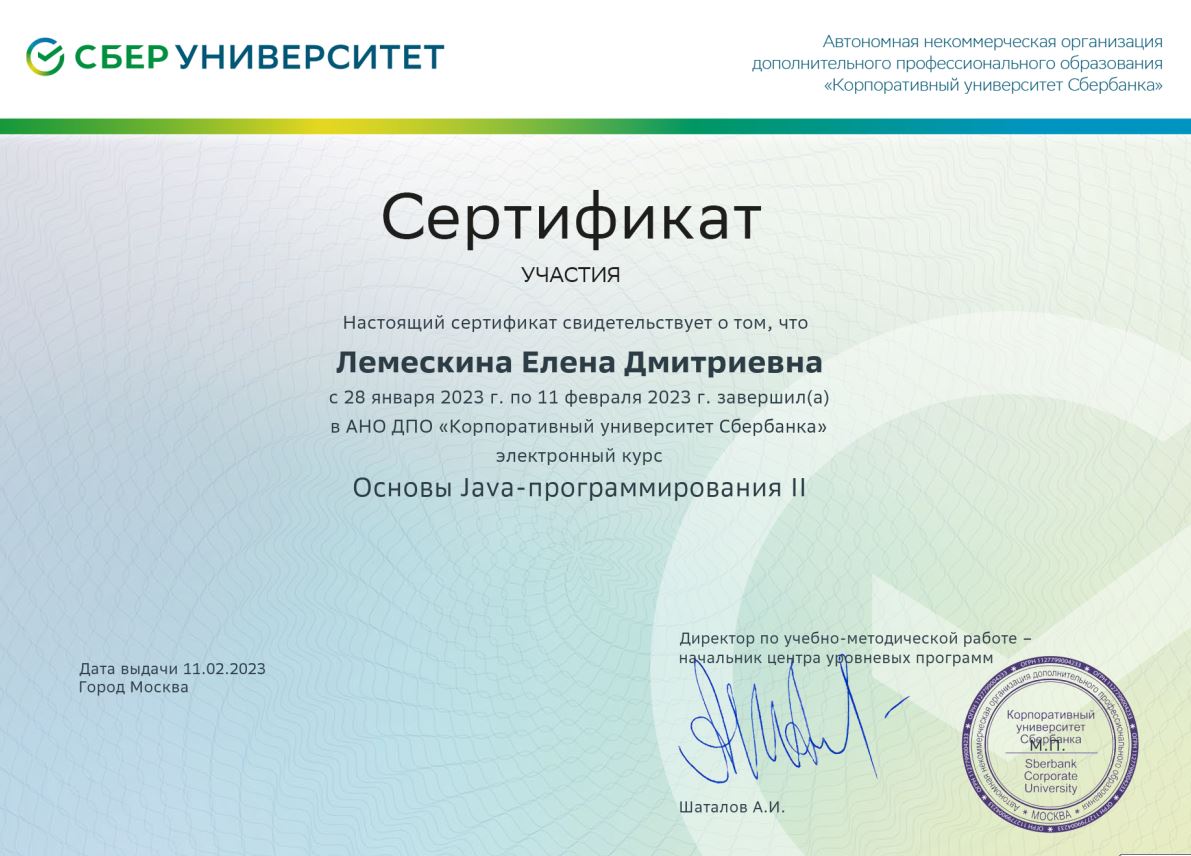 СБЕР УНИВЕРСИТЕТ
Автономная некоммерческая организация
дополнительного профессионального образования
«Корпоративный университет Сбербанка»
Сертификат
УЧАСТИЯ
Настоящий сертификат свидетельствует о том, что
Лемескина Елена Дмитриевна
с 28 января 2023 г. по 11 февраля 2023 г. завершил(а)
в АНО ДПО «Корпоративный университет Сбербанка»
электронный курс
Основы Java-программирования II
Дата выдачи 11.02.2023
Город Москва
Директор по учебно-методической работе –
начальник центра уровневых программ
Шаталов А.И.
ОГРН 1127799004233
Автономная некоммерческая организация дополнительного профессионального образования
МОСКВА
Корпоративный
университет
Сбербанка
М.П.
Sberbank
Corporate
University